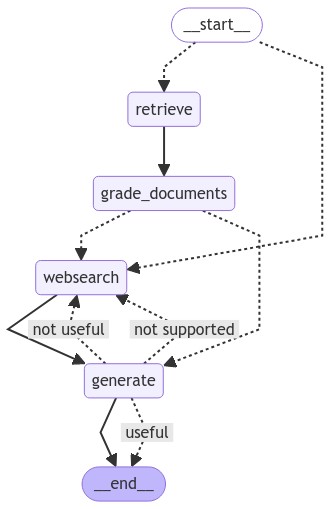 __start__
retrieve
grade_documents
websearch
not useful
not supported
generate
useful
__end__